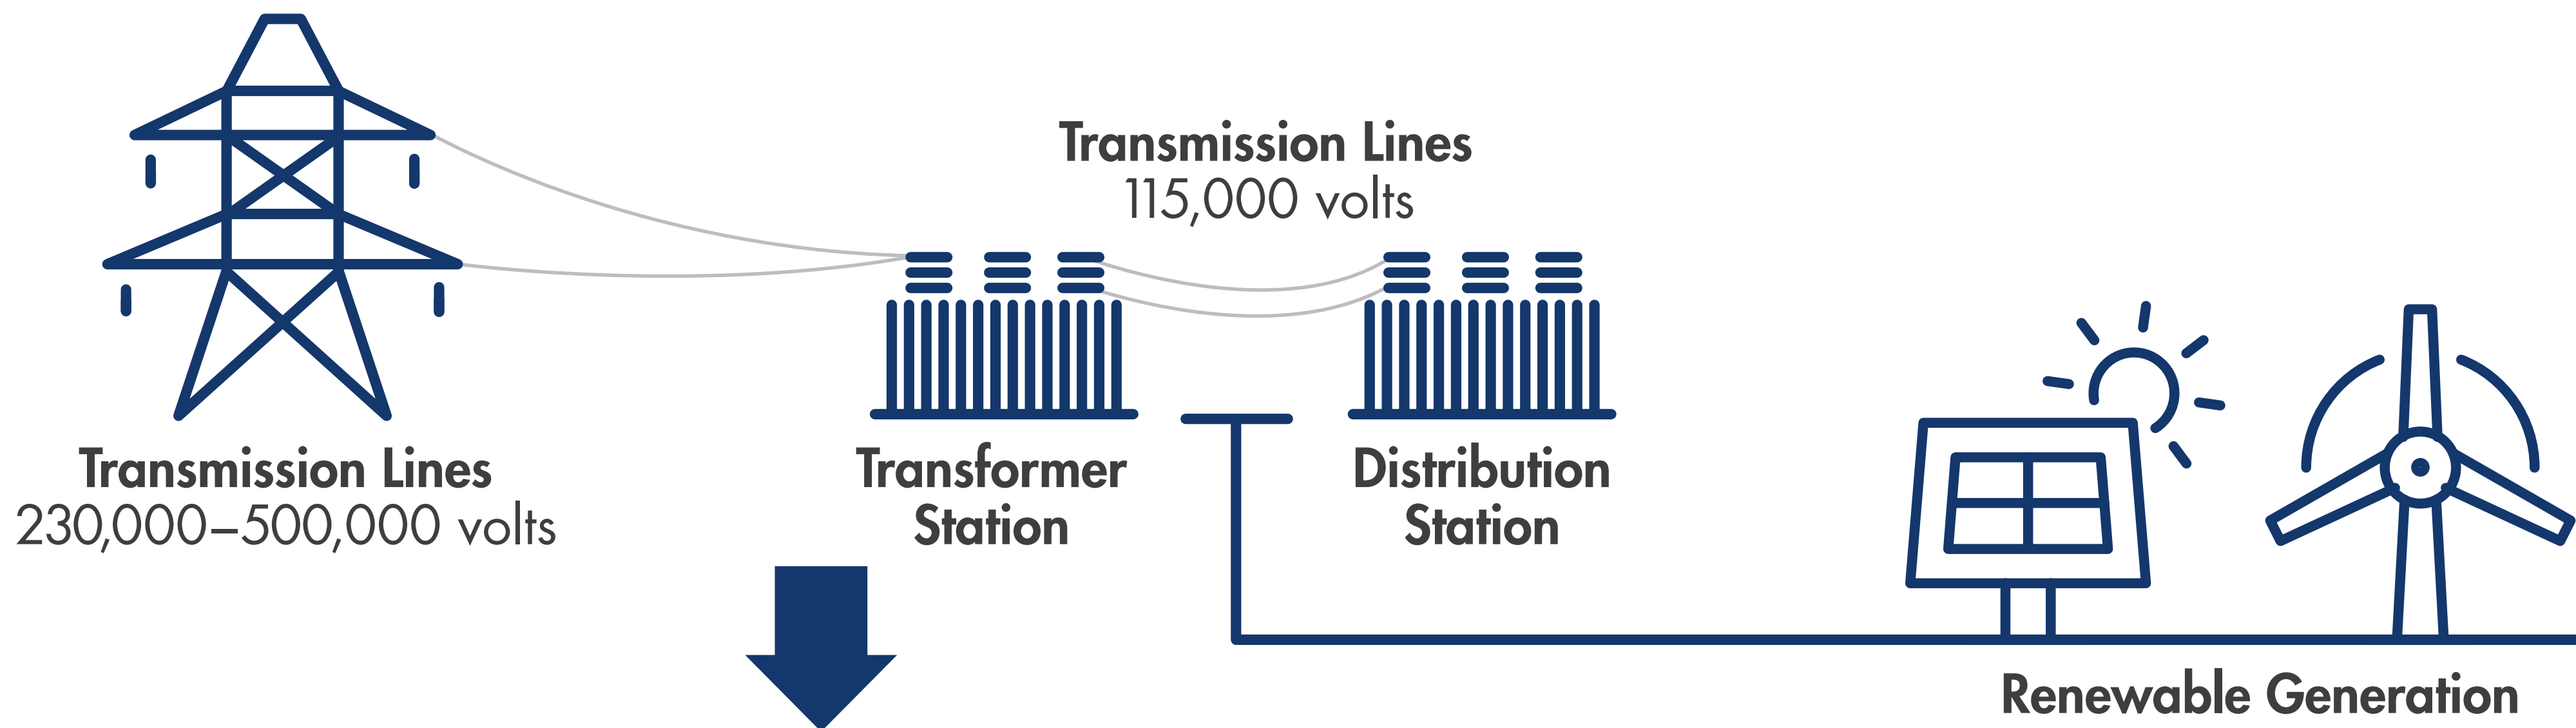 Transmission Lines
115,000 volts
Transmission Lines
230,000–500,000 volts
Transformer
Station
Distribution
Station
Renewable Generation